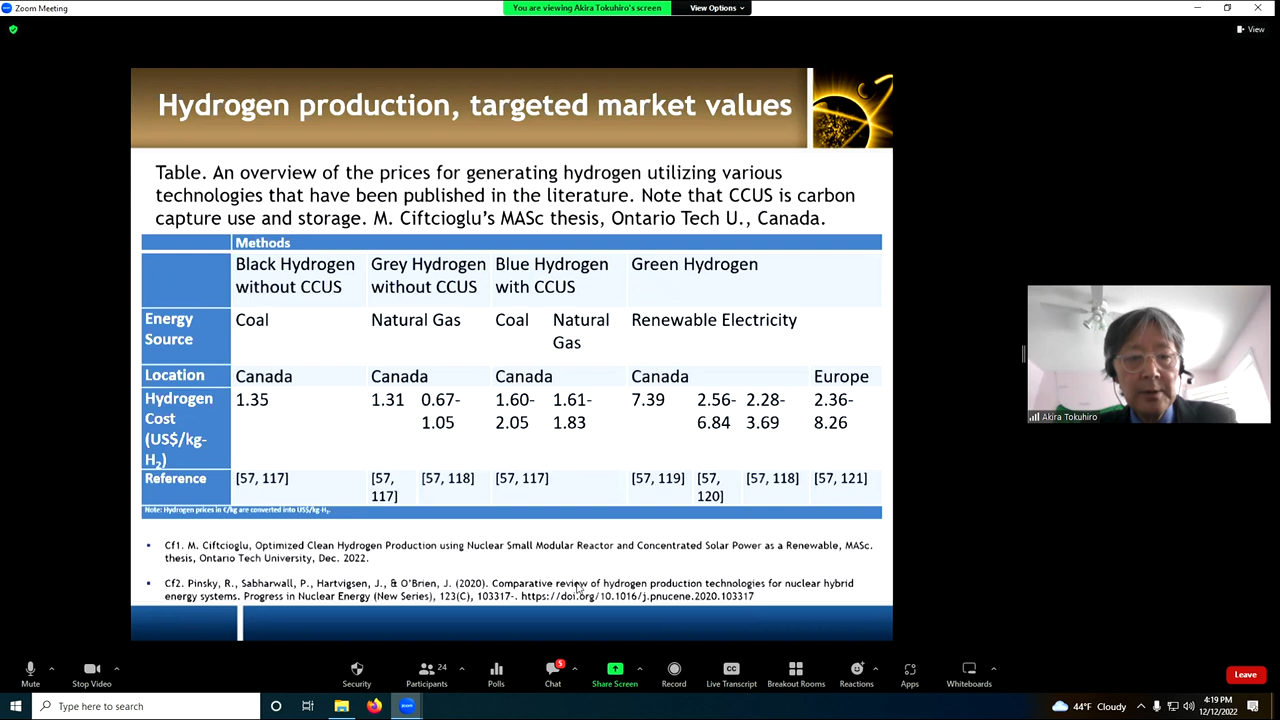 Zoom Meeting
You are viewing Akira Tokuhiro's screen
View Options
View
Hydrogen production, targeted market values
Table. An overview of the prices for generating hydrogen utilizing various
technologies that have been published in the literature. Note that CCUS is carbon
capture use and storage. M. Ciftcioglu's MASc thesis, Ontario Tech U., Canada.
Methods
Black Hydrogen without CCUS Grey Hydrogen without CCUS Blue Hydrogen with CCUS Green Hydrogen
Energy Source Coal Natural Gas Coal Natural Gas Renewable Electricity
Location Canada Canada Canada Canada Europe
Hydrogen Cost (US$/kg-H₂) 1.35 1.31 0.67-1.05 1.60-2.05 1.61-1.83 7.39 2.56-6.84 2.28-3.69 2.36-8.26
Reference [57, 117] [57, 117] [57, 118] [57, 117] [57, 119] [57, 120] [57, 118] [57, 121]
Note: Hydrogen prices in €/kg are converted into US$/kg-H₂.
• Cf1. M. Ciftcioglu, Optimized Clean Hydrogen Production using Nuclear Small Modular Reactor and Concentrated Solar Power as a Renewable, MASc.
thesis, Ontario Tech University, Dec. 2022.
• Cf2. Pinsky, R., Sabharwall, P., Hartvigsen, J., & O'Brien, J. (2020). Comparative review of hydrogen production technologies for nuclear hybrid
energy systems. Progress in Nuclear Energy (New Series), 123(C), 103317-. https://doi.org/10.1016/j.pnucene.2020.103317
Akira Tokuhiro
Mute Stop Video Security Participants 24 Polls Chat 5 Share Screen Record Live Transcript Breakout Rooms Reactions Apps Whiteboards Leave
Type here to search
44°F Cloudy
4:19 PM
12/12/2022